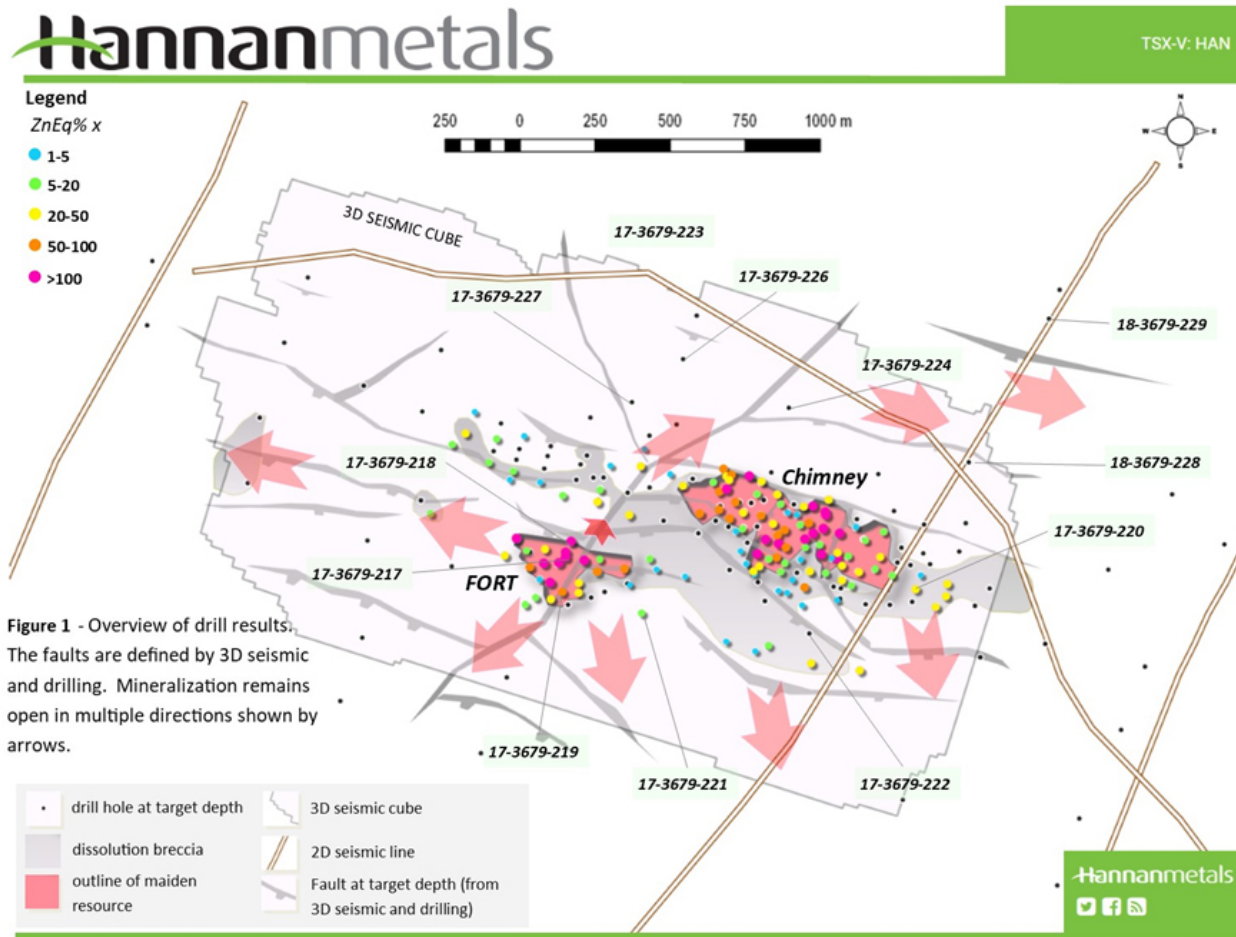 Hannanmetals
TSX-V: HAN
Legend
ZnEq% x
1-5
5-20
20-50
50-100
>100
250 0 250 500 750 1000 m
N
W E
S
3D SEISMIC CUBE
17-3679-223
17-3679-226
17-3679-227
18-3679-229
17-3679-224
17-3679-218
Chimney
18-3679-228
17-3679-220
17-3679-217
FORT
Figure 1 - Overview of drill results.
The faults are defined by 3D seismic
and drilling. Mineralization remains
open in multiple directions shown by
arrows.
17-3679-219
17-3679-221
17-3679-222
drill hole at target depth
3D seismic cube
dissolution breccia
2D seismic line
outline of maiden
resource
Fault at target depth (from
3D seismic and drilling)
Hannanmetals